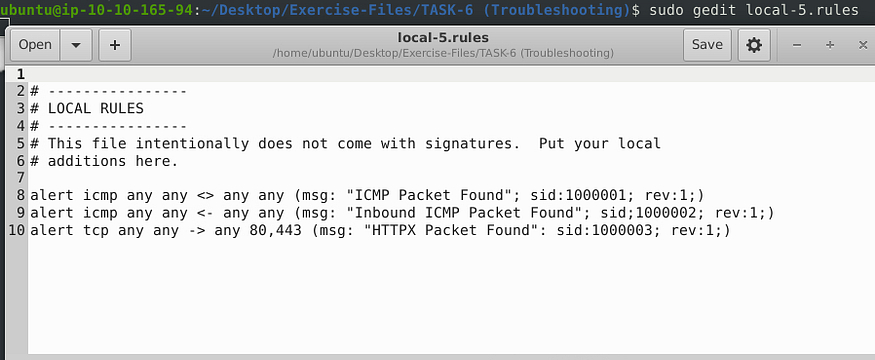 ubuntu@ip-10-10-165-94:~/Desktop/Exercise-Files/TASK-6 (Troubleshooting)$ sudo gedit local-5.rules
Open
local-5.rules
/home/ubuntu/Desktop/Exercise-Files/TASK-6 (Troubleshooting)
Save
1
2 # ----------------
3 # LOCAL RULES
4 # ----------------
5 # This file intentionally does not come with signatures.  Put your local
6 # additions here.
7
8 alert icmp any any <> any any (msg: "ICMP Packet Found"; sid:1000001; rev:1;)
9 alert icmp any any <- any any (msg: "Inbound ICMP Packet Found"; sid;1000002; rev:1;)
10 alert tcp any any -> any 80,443 (msg: "HTTPX Packet Found": sid:1000003; rev:1;)